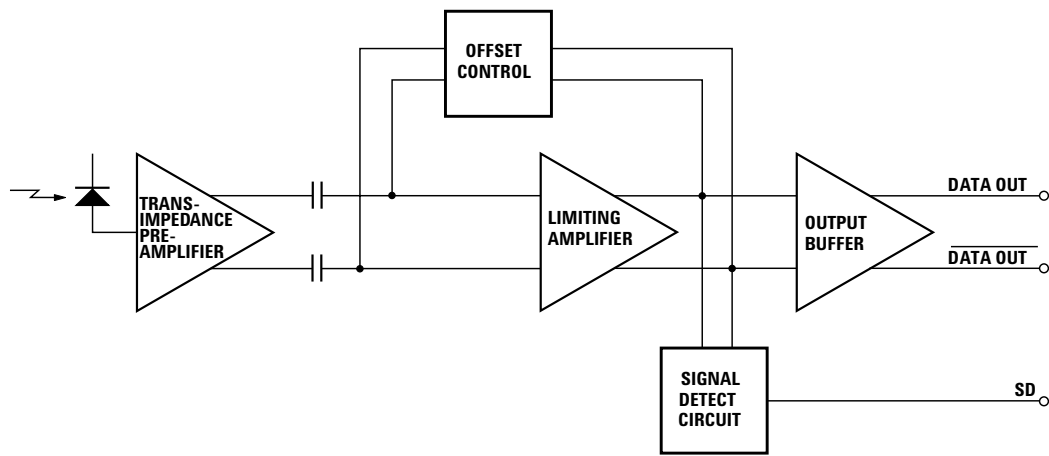 OFFSET
CONTROL
TRANS-
IMPEDANCE
PRE-
AMPLIFIER
LIMITING
AMPLIFIER
OUTPUT
BUFFER
DATA OUT
DATA OUT
SIGNAL
DETECT
CIRCUIT
SD